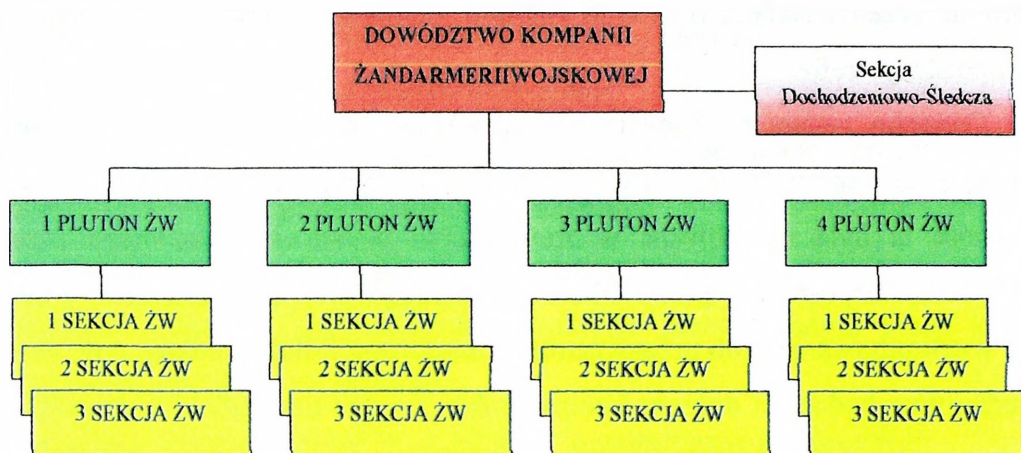 DOWÓDZTWO KOMPANII
ŻANDARMERIIWOJSKOWEJ
Sekcja
Dochodzeniowo-Śledcza
1 PLUTON ŻW
2 PLUTON ŻW
3 PLUTON ŻW
4 PLUTON ŻW
1 SEKCJA ŻW
1 SEKCJA ŻW
1 SEKCJA ŻW
1 SEKCJA ŻW
2 SEKCJA ŻW
2 SEKCJA ŻW
2 SEKCJA ŻW
2 SEKCJA ŻW
3 SEKCJA ŻW
3 SEKCJA ŻW
3 SEKCJA ŻW
3 SEKCJA ŻW